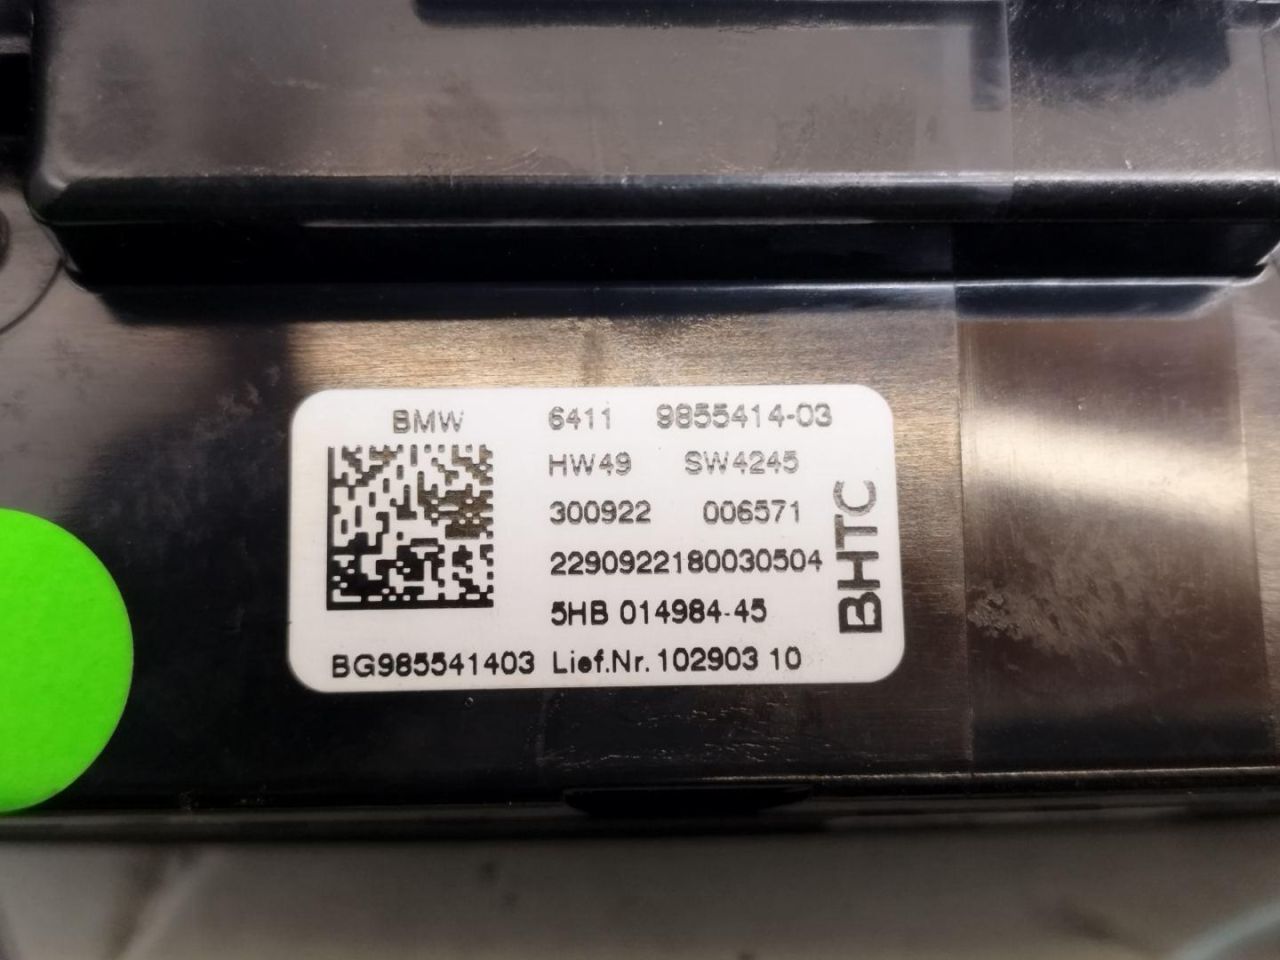 BMW 6411 9855414-03
HW49 SW4245
300922 006571
2290922180030504
5HB 014984-45
BG985541403 Lief.Nr. 102903 10
BHTC